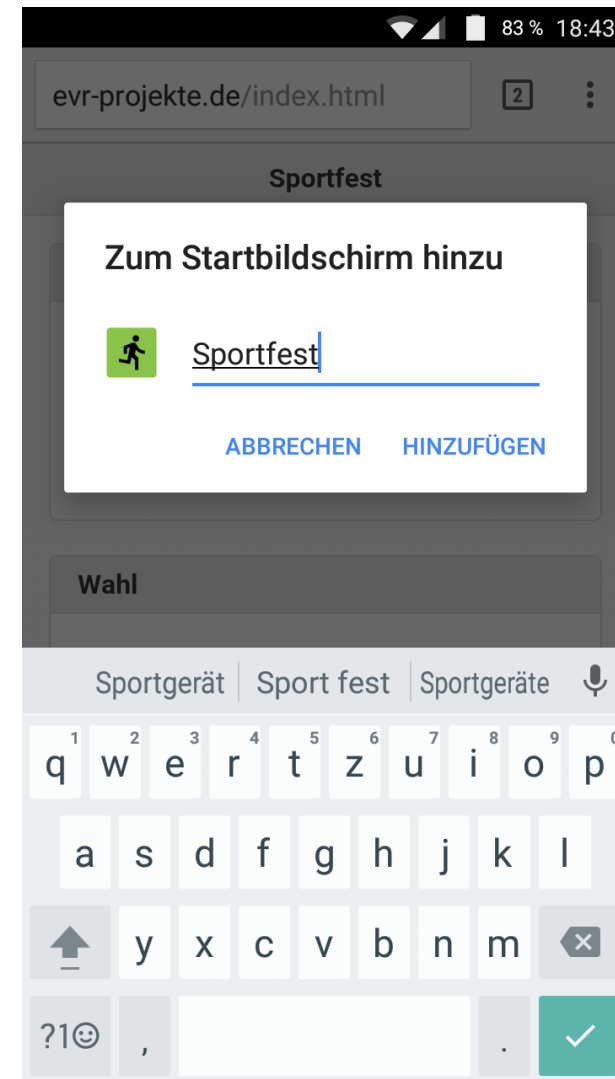 83 % 18:43
evr-projekte.de/index.html 2
Sportfest
Zum Startbildschirm hinzu
Sportfest
ABBRECHEN HINZUFÜGEN
Wahl
Sportgerät Sport fest Sportgeräte
1 2 3 4 5 6 7 8 9 0
q w e r t z u i o p
a s d f g h j k l
y x c v b n m
?1☺ , .